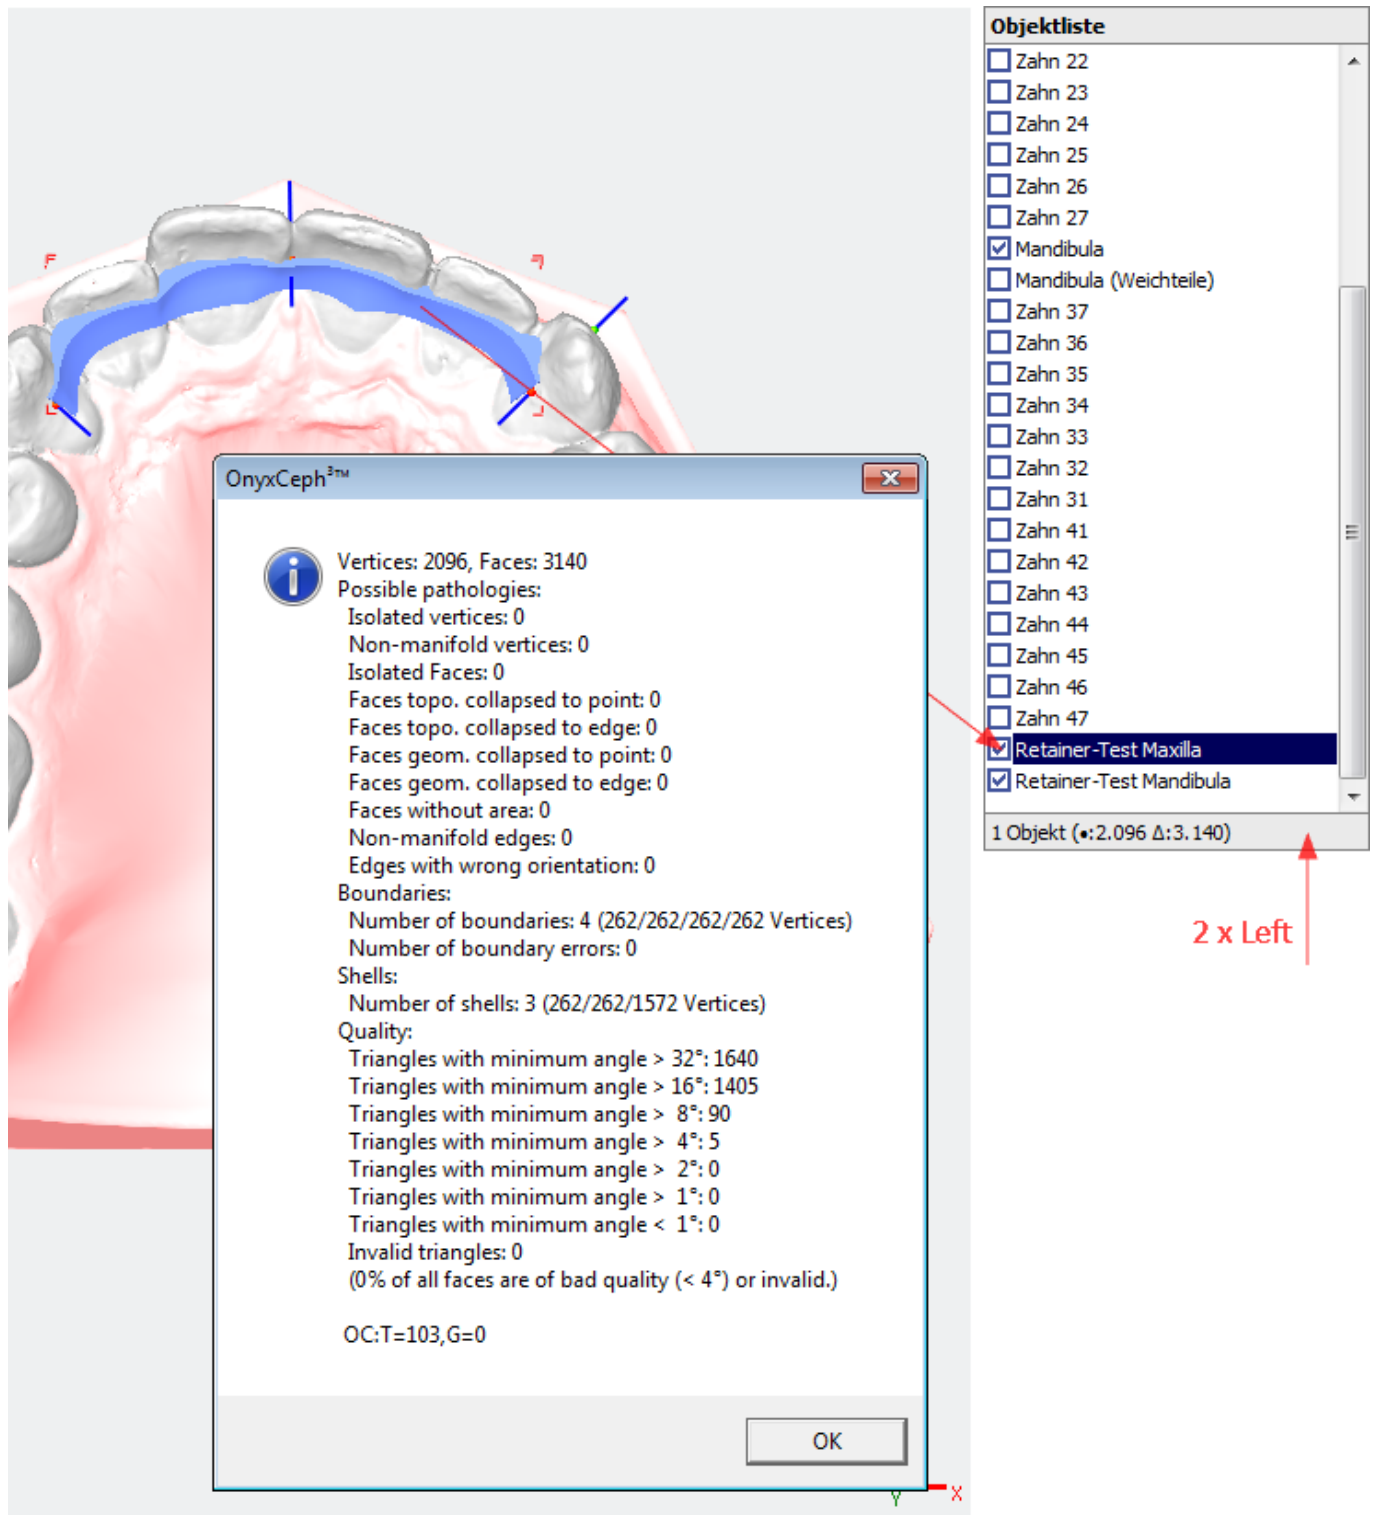 Objektliste
Zahn 22
Zahn 23
Zahn 24
Zahn 25
Zahn 26
Zahn 27
Mandibula
Mandibula (Weichteile)
Zahn 37
Zahn 36
Zahn 35
Zahn 34
Zahn 33
Zahn 32
Zahn 31
Zahn 41
Zahn 42
Zahn 43
Zahn 44
Zahn 45
Zahn 46
Zahn 47
Retainer-Test Maxilla
Retainer-Test Mandibula
1 Objekt (•:2.096 Δ:3.140)
2 x Left
OnyxCeph³™
Vertices: 2096, Faces: 3140
Possible pathologies:
Isolated vertices: 0
Non-manifold vertices: 0
Isolated Faces: 0
Faces topo. collapsed to point: 0
Faces topo. collapsed to edge: 0
Faces geom. collapsed to point: 0
Faces geom. collapsed to edge: 0
Faces without area: 0
Non-manifold edges: 0
Edges with wrong orientation: 0
Boundaries:
Number of boundaries: 4 (262/262/262/262 Vertices)
Number of boundary errors: 0
Shells:
Number of shells: 3 (262/262/1572 Vertices)
Quality:
Triangles with minimum angle > 32°: 1640
Triangles with minimum angle > 16°: 1405
Triangles with minimum angle >  8°: 90
Triangles with minimum angle >  4°: 5
Triangles with minimum angle >  2°: 0
Triangles with minimum angle >  1°: 0
Triangles with minimum angle <  1°: 0
Invalid triangles: 0
(0% of all faces are of bad quality (< 4°) or invalid.)
OC:T=103,G=0
OK
Y
X